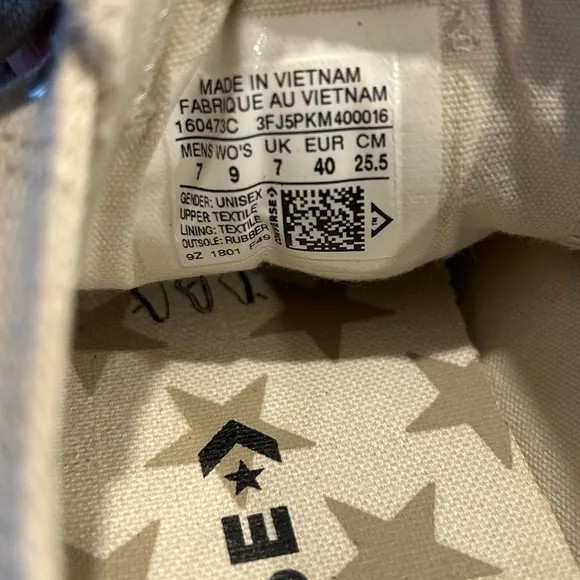 MADE IN VIETNAM
FABRIQUE AU VIETNAM
160473C 3FJ5PKM400016
MENS WO'S UK EUR CM
7 9 7 40 25.5
GENDER: UNISEX
UPPER TEXTILE
LINING: TEXTILE
OUTSOLE: RUBBER
9Z 1801
CONVERSE